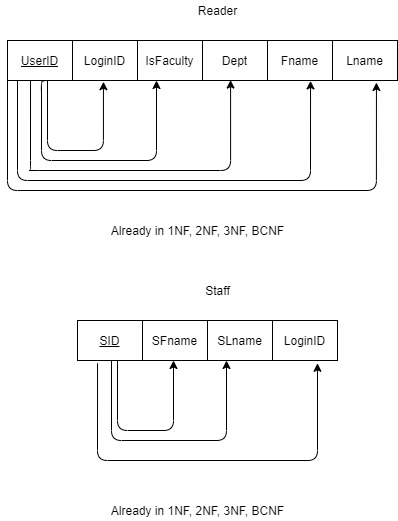 Reader
UserID LoginID IsFaculty Dept Fname Lname
Already in 1NF, 2NF, 3NF, BCNF
Staff
SID SFname SLname LoginID
Already in 1NF, 2NF, 3NF, BCNF